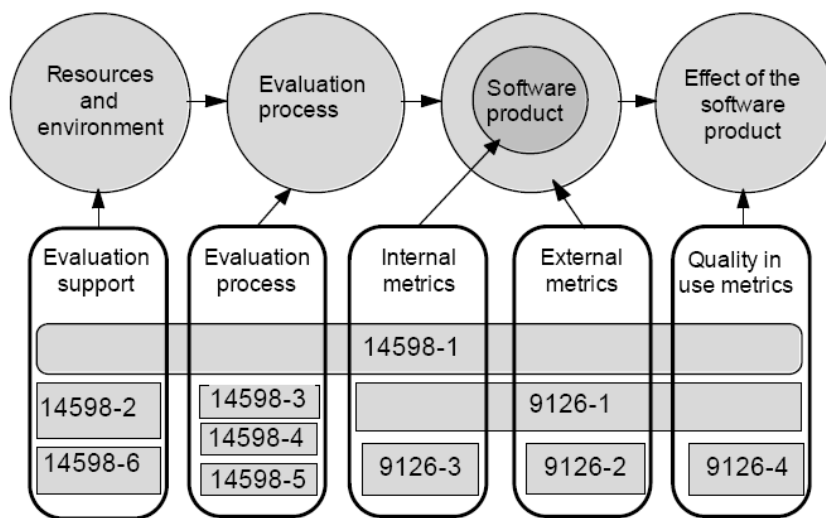 Resources
and
environment
Evaluation
process
Software
product
Effect of the
software
product
Evaluation
support
Evaluation
process
Internal
metrics
External
metrics
Quality in
use metrics
14598-1
14598-2
14598-3
9126-1
14598-4
14598-6
14598-5
9126-3
9126-2
9126-4